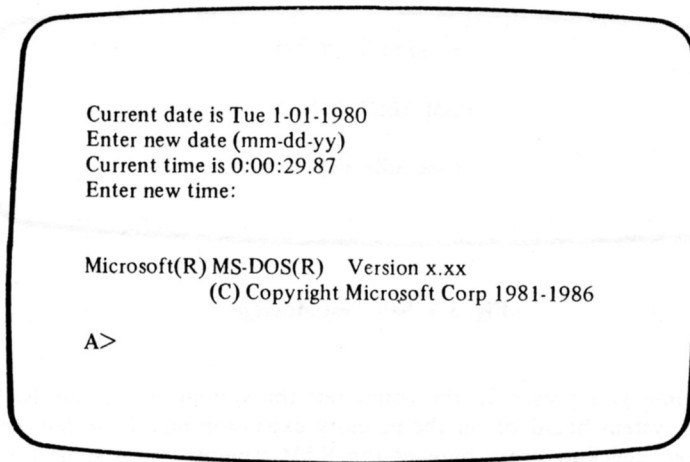 Current date is Tue 1-01-1980
Enter new date (mm-dd-yy)
Current time is 0:00:29.87
Enter new time:
Microsoft(R) MS-DOS(R) Version x.xx
(C) Copyright Microsoft Corp 1981-1986
A>